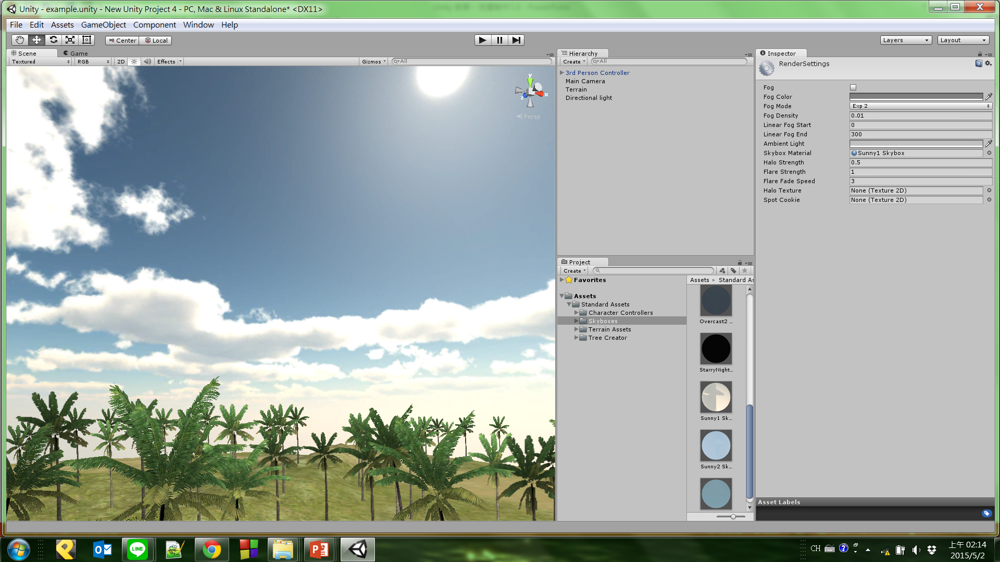 Unity - example.unity - New Unity Project 4 - PC, Mac & Linux Standalone* <DX11>
File Edit Assets GameObject Component Window Help
Center Local
Layers
Layout
Scene Game
Textured RGB 2D Effects Gizmos All
y
x
z
Persp
Hierarchy
Create All
3rd Person Controller
Main Camera
Terrain
Directional light
Project
Create
Favorites
Assets
Standard Assets
Character Controllers
Skyboxes
Terrain Assets
Tree Creator
Assets Standard As
Overcast2 ...
StarryNight...
Sunny1 Sk...
Sunny2 Sk...
Inspector
RenderSettings
Fog
Fog Color
Fog Mode Exp 2
Fog Density 0.01
Linear Fog Start 0
Linear Fog End 300
Ambient Light
Skybox Material Sunny1 Skybox
Halo Strength 0.5
Flare Strength 1
Flare Fade Speed 3
Halo Texture None (Texture 2D)
Spot Cookie None (Texture 2D)
Asset Labels
LINE
CH
上午 02:14
2015/5/2